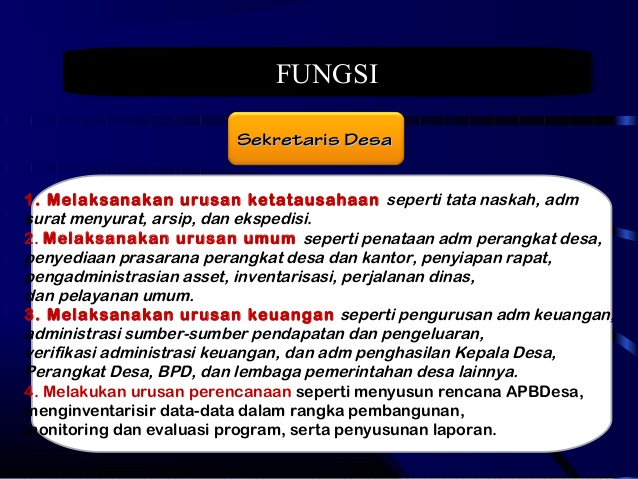 FUNGSI
Sekretaris Desa
1. Melaksanakan urusan ketatausahaan seperti tata naskah, adm
surat menyurat, arsip, dan ekspedisi.
2. Melaksanakan urusan umum seperti penataan adm perangkat desa,
penyediaan prasarana perangkat desa dan kantor, penyiapan rapat,
pengadministrasian asset, inventarisasi, perjalanan dinas,
dan pelayanan umum.
3. Melaksanakan urusan keuangan seperti pengurusan adm keuangan,
administrasi sumber-sumber pendapatan dan pengeluaran,
verifikasi administrasi keuangan, dan adm penghasilan Kepala Desa,
Perangkat Desa, BPD, dan lembaga pemerintahan desa lainnya.
4. Melakukan urusan perencanaan seperti menyusun rencana APBDesa,
menginventarisir data-data dalam rangka pembangunan,
monitoring dan evaluasi program, serta penyusunan laporan.